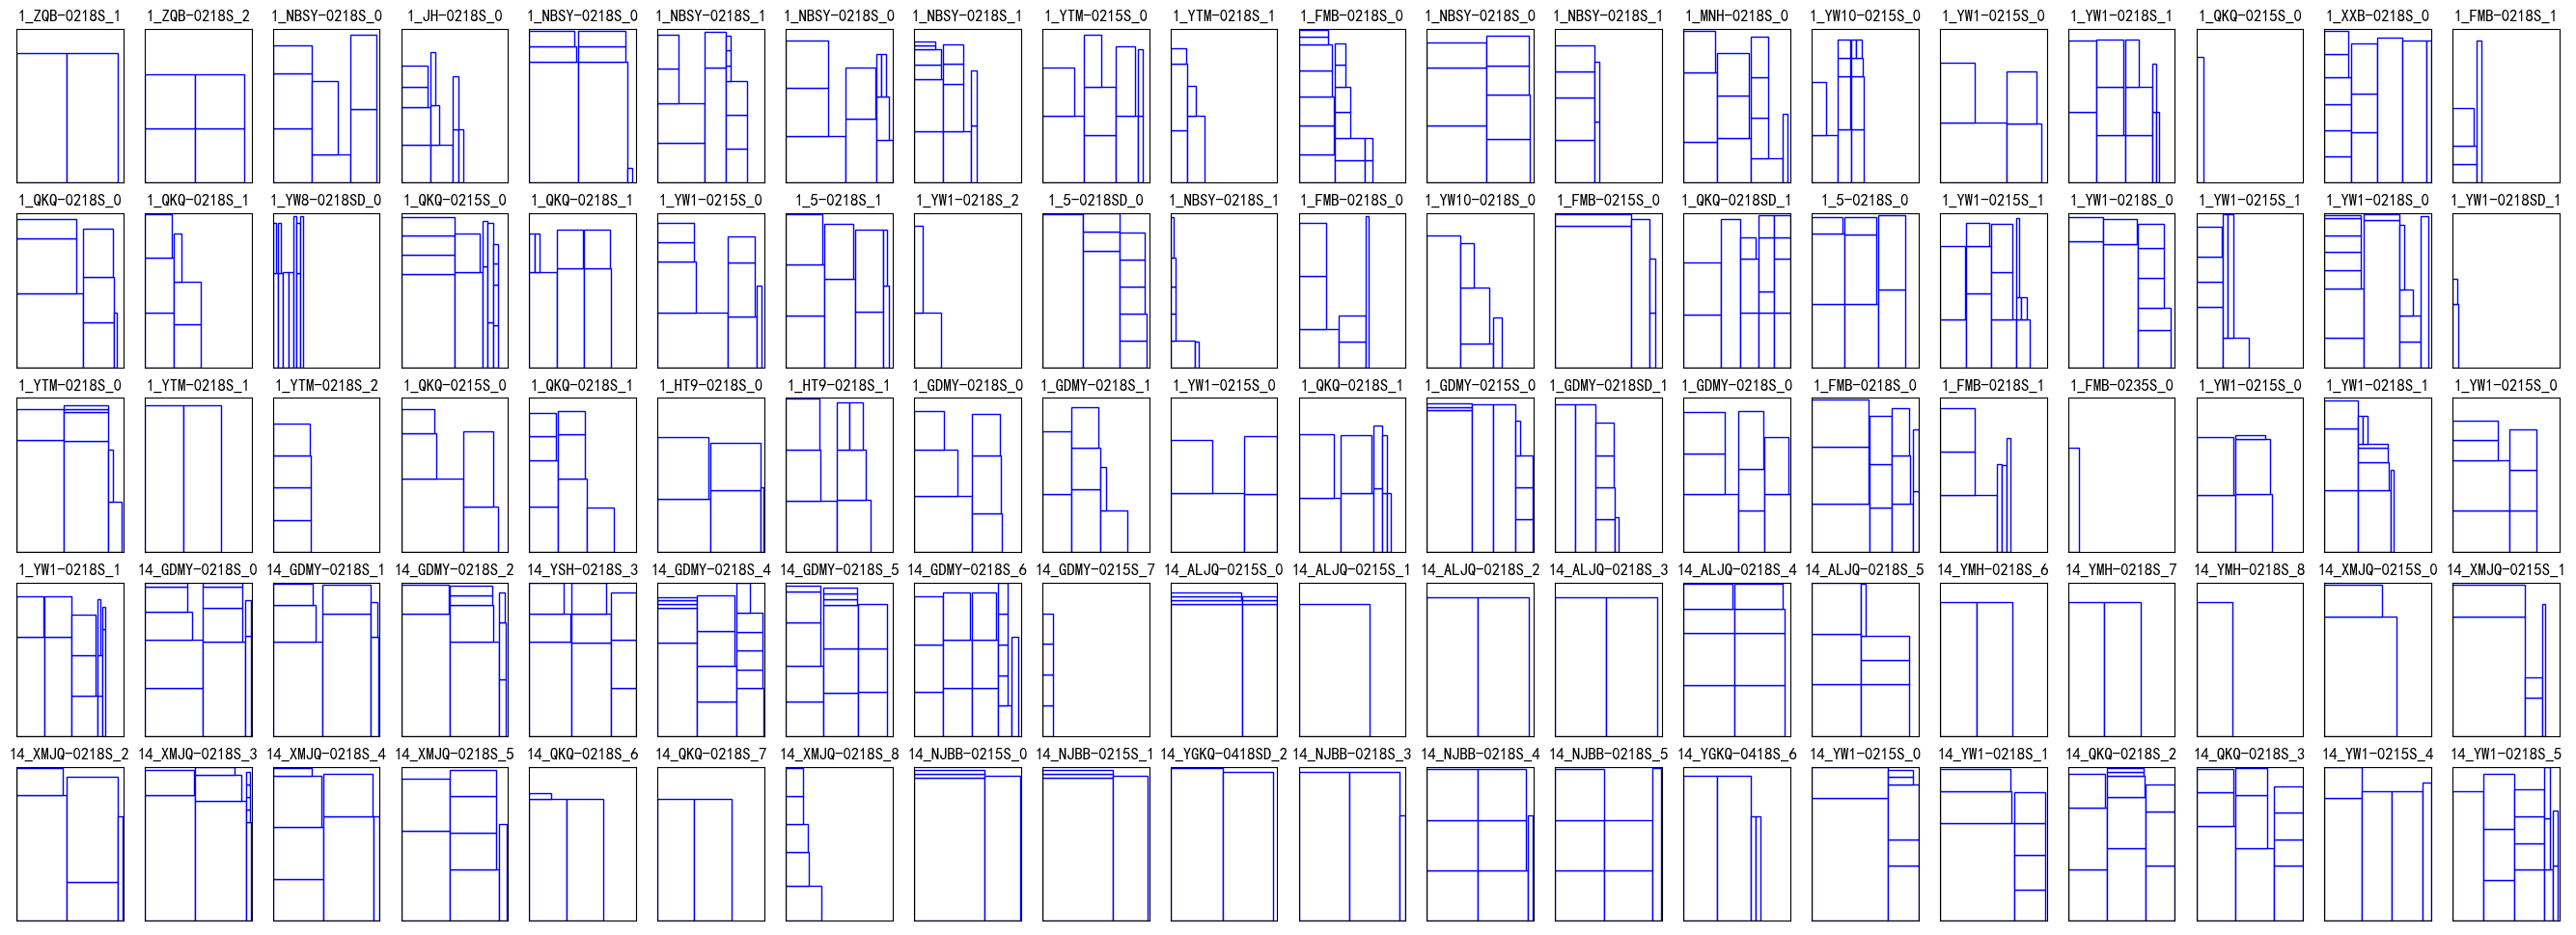 1_ZQB-0218S_1 1_ZQB-0218S_2 1_NBSY-0218S_0 1_JH-0218S_0 1_NBSY-0218S_0 1_NBSY-0218S_1 1_NBSY-0218S_0 1_NBSY-0218S_1 1_YTM-0215S_0 1_YTM-0218S_1 1_FMB-0218S_0 1_NBSY-0218S_0 1_NBSY-0218S_1 1_MNH-0218S_0 1_YW10-0215S_0 1_YW1-0215S_0 1_YW1-0218S_1 1_QKQ-0215S_0 1_XXB-0218S_0 1_FMB-0218S_1
1_QKQ-0218S_0 1_QKQ-0218S_1 1_YW8-0218SD_0 1_QKQ-0215S_0 1_QKQ-0218S_1 1_YW1-0215S_0 1_5-0218S_1 1_YW1-0218S_2 1_5-0218SD_0 1_NBSY-0218S_1 1_FMB-0218S_0 1_YW10-0218S_0 1_FMB-0215S_0 1_QKQ-0218SD_1 1_5-0218S_0 1_YW1-0215S_1 1_YW1-0218S_0 1_YW1-0215S_1 1_YW1-0218S_0 1_YW1-0218SD_1
1_YTM-0218S_0 1_YTM-0218S_1 1_YTM-0218S_2 1_QKQ-0215S_0 1_QKQ-0218S_1 1_HT9-0218S_0 1_HT9-0218S_1 1_GDMY-0218S_0 1_GDMY-0218S_1 1_YW1-0215S_0 1_QKQ-0218S_1 1_GDMY-0215S_0 1_GDMY-0218SD_1 1_GDMY-0218S_0 1_FMB-0218S_0 1_FMB-0218S_1 1_FMB-0235S_0 1_YW1-0215S_0 1_YW1-0218S_1 1_YW1-0215S_0
1_YW1-0218S_1 14_GDMY-0218S_0 14_GDMY-0218S_1 14_GDMY-0218S_2 14_YSH-0218S_3 14_GDMY-0218S_4 14_GDMY-0218S_5 14_GDMY-0218S_6 14_GDMY-0215S_7 14_ALJQ-0215S_0 14_ALJQ-0215S_1 14_ALJQ-0218S_2 14_ALJQ-0218S_3 14_ALJQ-0218S_4 14_ALJQ-0218S_5 14_YMH-0218S_6 14_YMH-0218S_7 14_YMH-0218S_8 14_XMJQ-0215S_0 14_XMJQ-0215S_1
14_XMJQ-0218S_2 14_XMJQ-0218S_3 14_XMJQ-0218S_4 14_XMJQ-0218S_5 14_QKQ-0218S_6 14_QKQ-0218S_7 14_XMJQ-0218S_8 14_NJBB-0215S_0 14_NJBB-0215S_1 14_YGKQ-0418SD_2 14_NJBB-0218S_3 14_NJBB-0218S_4 14_NJBB-0218S_5 14_YGKQ-0418S_6 14_YW1-0215S_0 14_YW1-0218S_1 14_QKQ-0218S_2 14_QKQ-0218S_3 14_YW1-0215S_4 14_YW1-0218S_5